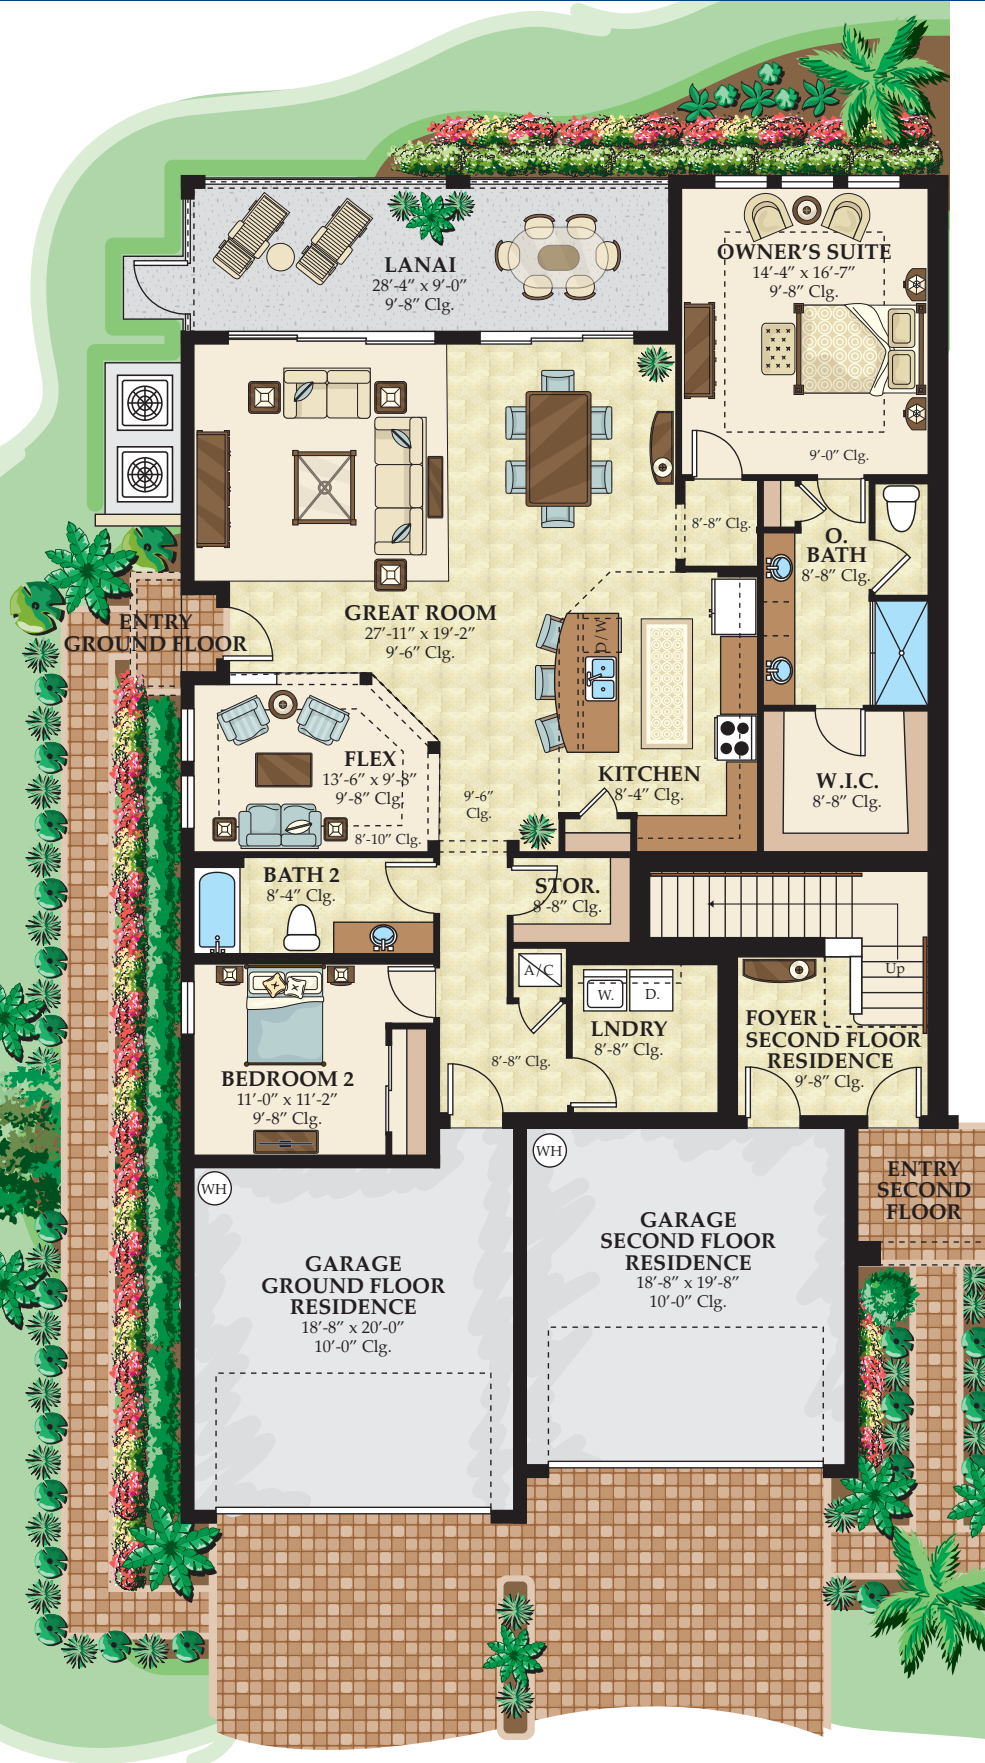 LANAI
28'-4" x 9'-0"
9'-8" Clg.
OWNER'S SUITE
14'-4" x 16'-7"
9'-8" Clg.
9'-0" Clg.
8'-8" Clg.
O.
BATH
8'-8" Clg.
ENTRY
GROUND FLOOR
GREAT ROOM
27'-11" x 19'-2"
9'-6" Clg.
D/W
FLEX
13'-6" x 9'-8"
9'-8" Clg.
8'-10" Clg.
9'-6"
Clg.
KITCHEN
8'-4" Clg.
W.I.C.
8'-8" Clg.
BATH 2
8'-4" Clg.
STOR.
8'-8" Clg.
A/C
W.
D.
Up
LNDRY
8'-8" Clg.
8'-8" Clg.
FOYER
SECOND FLOOR
RESIDENCE
9'-8" Clg.
BEDROOM 2
11'-0" x 11'-2"
9'-8" Clg.
WH
WH
ENTRY
SECOND
FLOOR
GARAGE
GROUND FLOOR
RESIDENCE
18'-8" x 20'-0"
10'-0" Clg.
GARAGE
SECOND FLOOR
RESIDENCE
18'-8" x 19'-8"
10'-0" Clg.